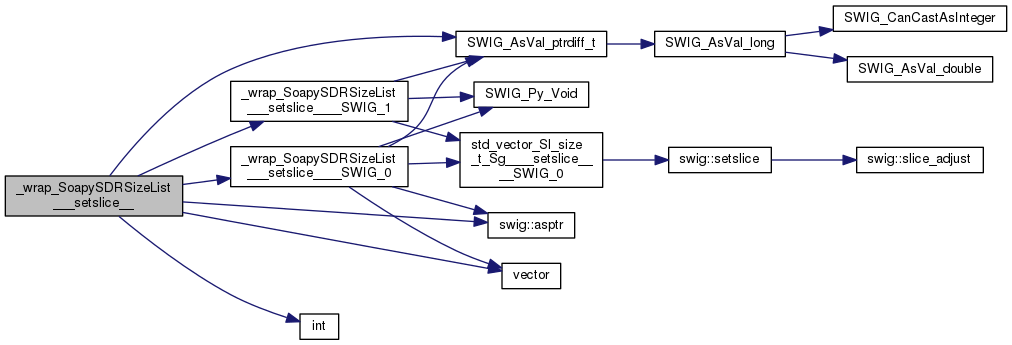 _wrap_SoapySDRSizeList
___setslice__
_wrap_SoapySDRSizeList
___setslice____SWIG_1
_wrap_SoapySDRSizeList
___setslice____SWIG_0
SWIG_AsVal_ptrdiff_t
SWIG_Py_Void
std_vector_Sl_size
_t_Sg____setslice__
__SWIG_0
swig::asptr
vector
int
SWIG_AsVal_long
swig::setslice
SWIG_CanCastAsInteger
SWIG_AsVal_double
swig::slice_adjust